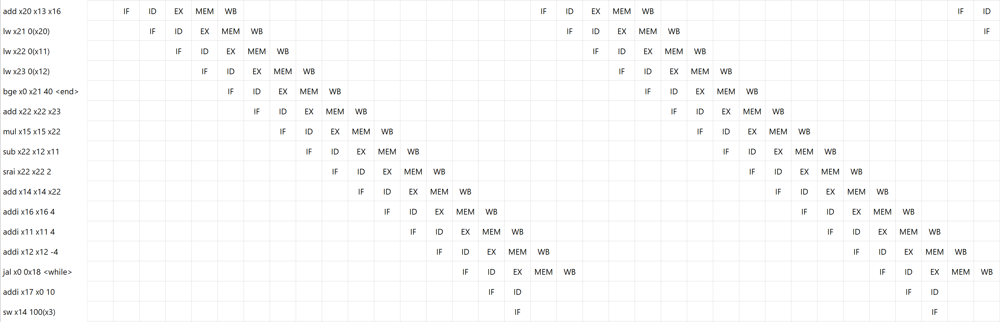 add x20 x13 x16 IF ID EX MEM WB IF ID EX MEM WB IF ID
lw x21 0(x20) IF ID EX MEM WB IF ID EX MEM WB IF
lw x22 0(x11) IF ID EX MEM WB IF ID EX MEM WB
lw x23 0(x12) IF ID EX MEM WB IF ID EX MEM WB
bge x0 x21 40 <end> IF ID EX MEM WB IF ID EX MEM WB
add x22 x22 x23 IF ID EX MEM WB IF ID EX MEM WB
mul x15 x15 x22 IF ID EX MEM WB IF ID EX MEM WB
sub x22 x12 x11 IF ID EX MEM WB IF ID EX MEM WB
srai x22 x22 2 IF ID EX MEM WB IF ID EX MEM WB
add x14 x14 x22 IF ID EX MEM WB IF ID EX MEM WB
addi x16 x16 4 IF ID EX MEM WB IF ID EX MEM WB
addi x11 x11 4 IF ID EX MEM WB IF ID EX MEM WB
addi x12 x12 -4 IF ID EX MEM WB IF ID EX MEM WB
jal x0 0x18 <while> IF ID EX MEM WB IF ID EX MEM WB
addi x17 x0 10 IF ID IF ID
sw x14 100(x3) IF IF